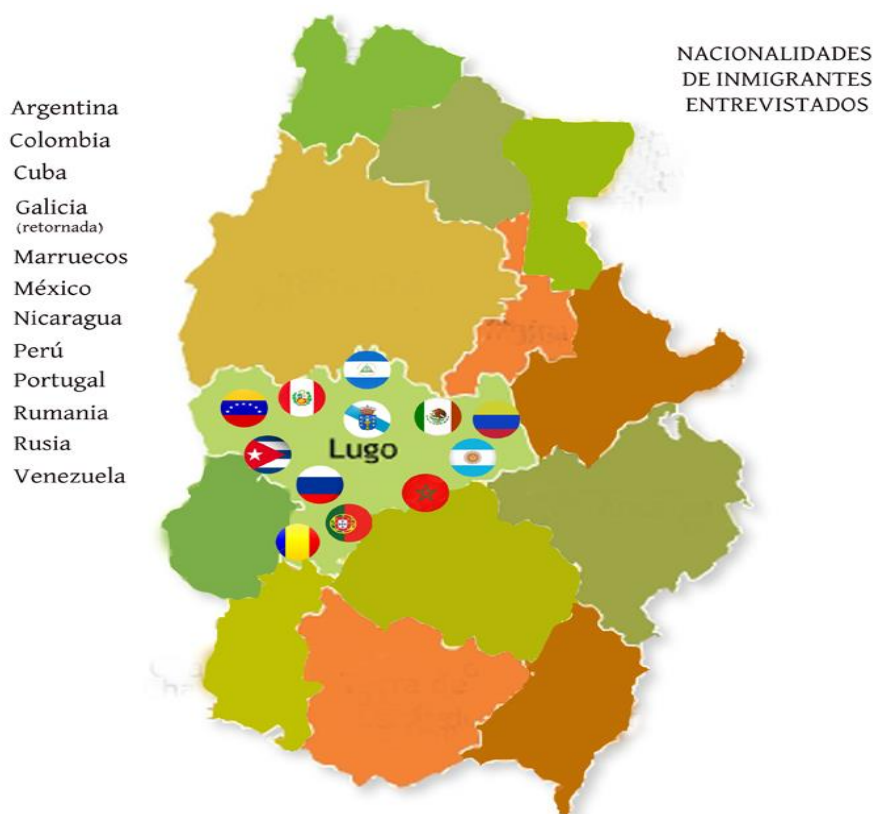 NACIONALIDADES
DE INMIGRANTES
ENTREVISTADOS
Argentina
Colombia
Cuba
Galicia
(retornada)
Marruecos
México
Nicaragua
Perú
Portugal
Rumania
Rusia
Venezuela
Lugo